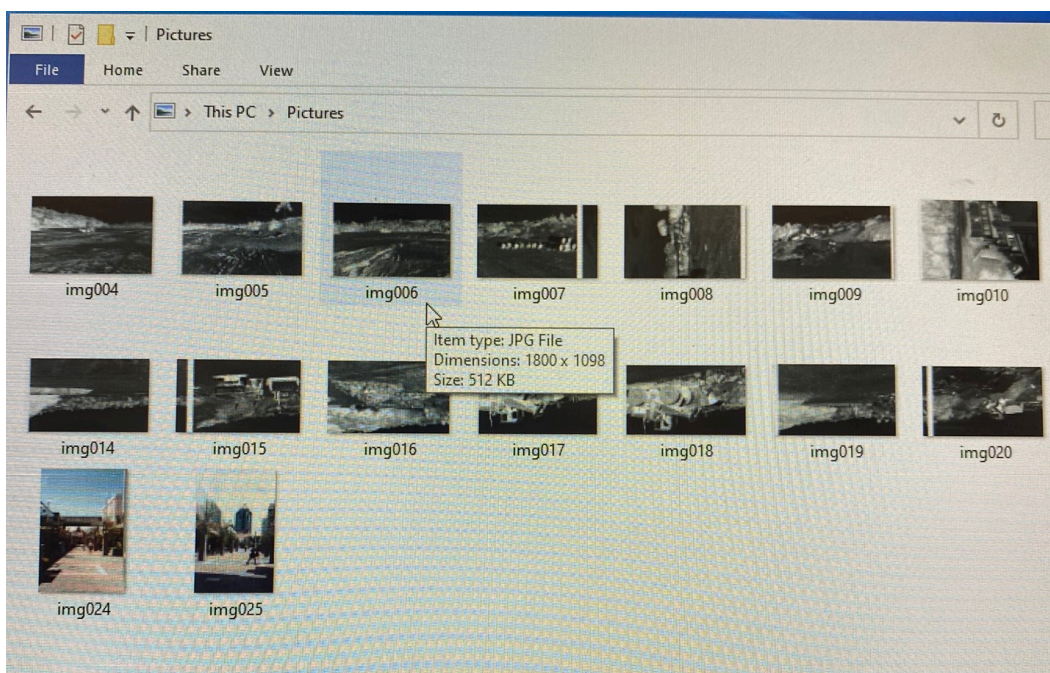 Pictures
File Home Share View
This PC > Pictures
img004 img005 img006 img007 img008 img009 img010
Item type: JPG File
Dimensions: 1800 x 1098
Size: 512 KB
img014 img015 img016 img017 img018 img019 img020
img024 img025